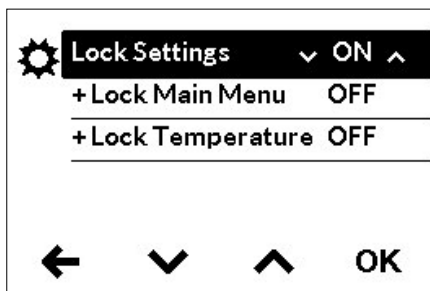 Lock Settings ON
+Lock Main Menu OFF
+Lock Temperature OFF
OK